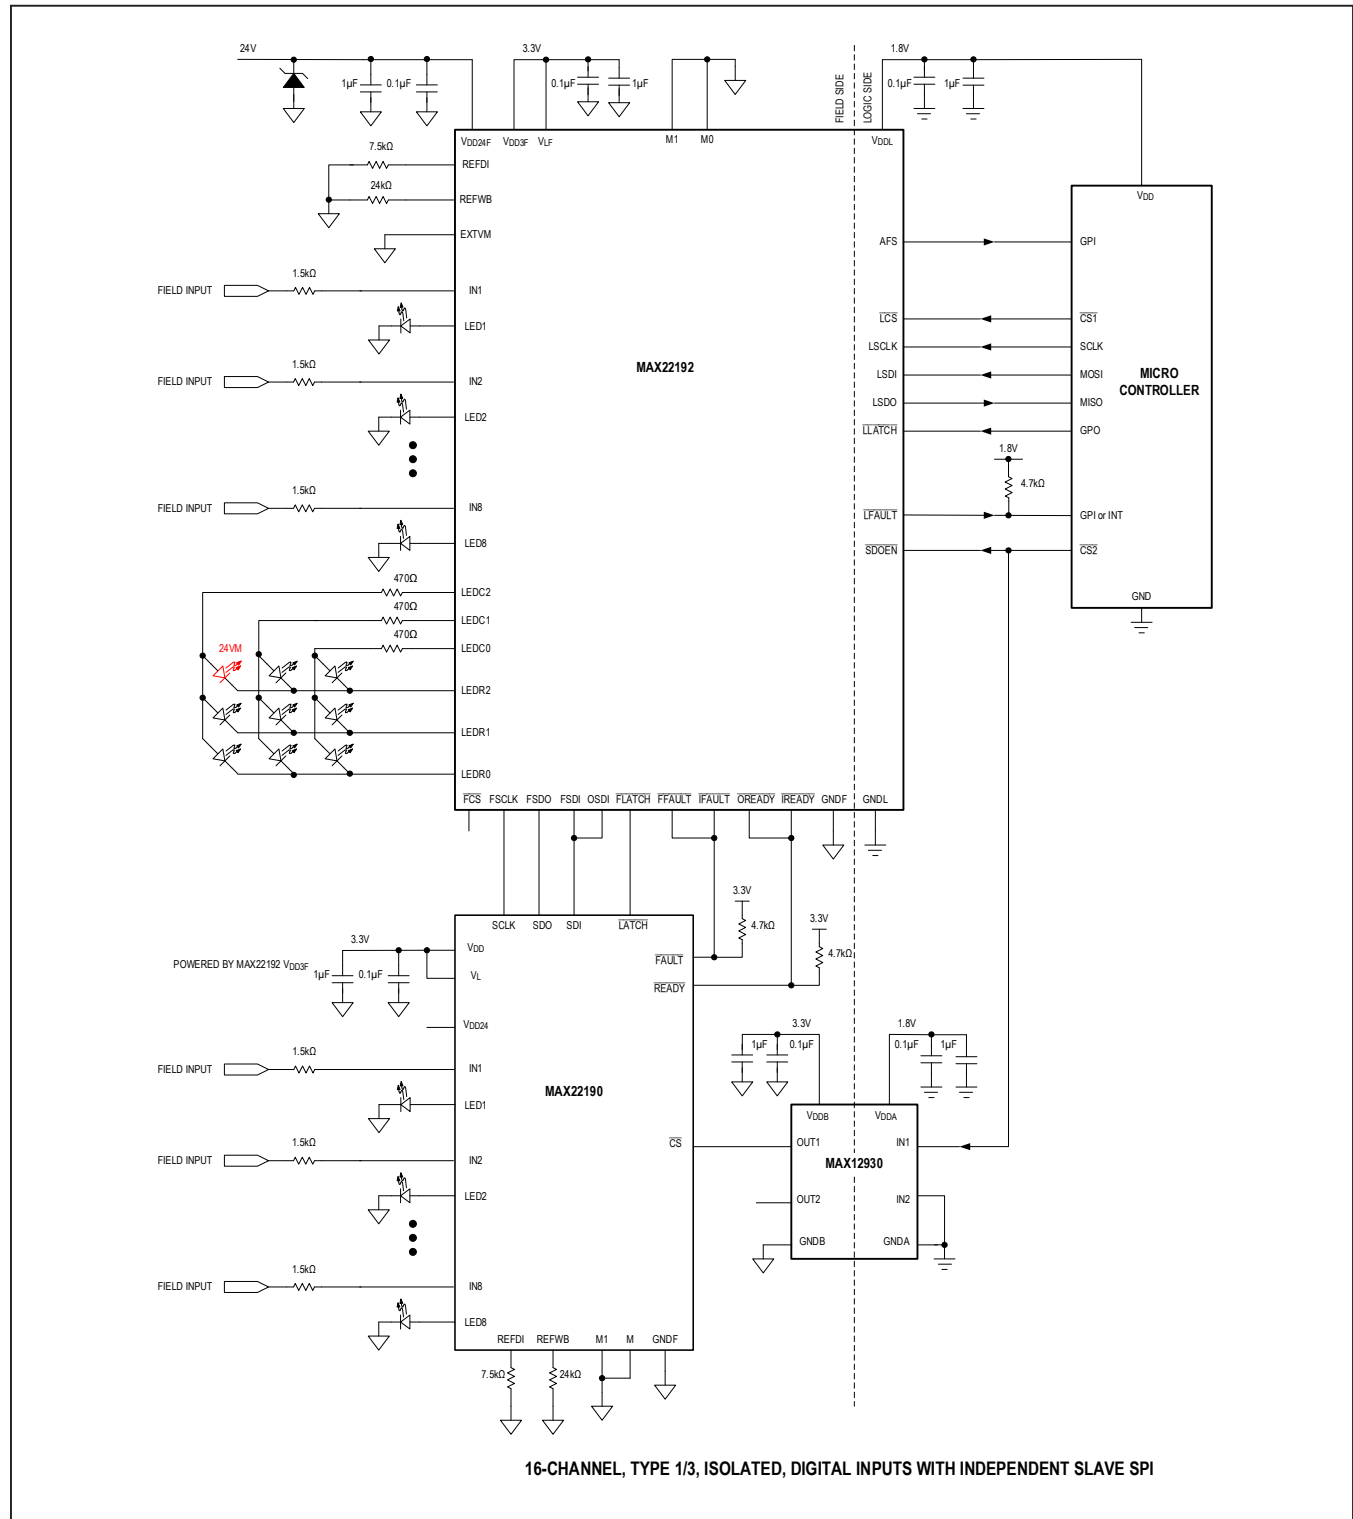 24V
3.3V
1.8V
1µF
0.1µF
0.1µF
1µF
FIELD SIDE
LOGIC SIDE
0.1µF
1µF
VDD24F
VDD3F
VLF
M1
M0
VDDL
7.5kΩ
REFDI
24kΩ
REFWB
EXTVM
VDD
AFS
GPI
FIELD INPUT
1.5kΩ
IN1
LED1
LCS
CS1
LSCLK
SCLK
MAX22192
LSDI
MOSI
MICRO
CONTROLLER
FIELD INPUT
1.5kΩ
IN2
LED2
LSDO
MISO
LLATCH
GPO
1.8V
4.7kΩ
FIELD INPUT
1.5kΩ
IN8
LED8
LFAULT
GPI or INT
SDOEN
CS2
GND
470Ω
LEDC2
470Ω
LEDC1
470Ω
LEDC0
24VM
LEDR2
LEDR1
LEDR0
FCS
FSCLK
FSDO
FSDI
OSDI
FLATCH
FFAULT
IFAULT
OREADY
IREADY
GNDF
GNDL
3.3V
4.7kΩ
3.3V
4.7kΩ
SCLK
SDO
SDI
LATCH
3.3V
VDD
FAULT
POWERED BY MAX22192 VDD3F
1µF
0.1µF
VL
READY
VDD24
3.3V
1.8V
1µF
0.1µF
0.1µF
1µF
FIELD INPUT
1.5kΩ
IN1
LED1
MAX22190
VDDB
VDDA
CS
OUT1
IN1
MAX12930
FIELD INPUT
1.5kΩ
IN2
LED2
OUT2
IN2
GNDB
GNDA
FIELD INPUT
1.5kΩ
IN8
LED8
REFDI
REFWB
M1
M
GNDF
7.5kΩ
24kΩ
16-CHANNEL, TYPE 1/3, ISOLATED, DIGITAL INPUTS WITH INDEPENDENT SLAVE SPI